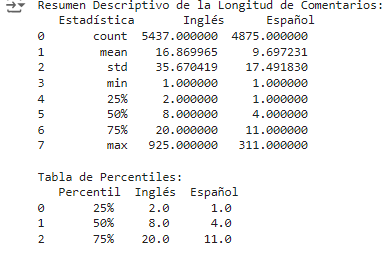 Resumen Descriptivo de la Longitud de Comentarios:
Estadística Inglés Español
0 count 5437.000000 4875.000000
1 mean 16.869965 9.697231
2 std 35.670419 17.491830
3 min 1.000000 1.000000
4 25% 2.000000 1.000000
5 50% 8.000000 4.000000
6 75% 20.000000 11.000000
7 max 925.000000 311.000000
Tabla de Percentiles:
Percentil Inglés Español
0 25% 2.0 1.0
1 50% 8.0 4.0
2 75% 20.0 11.0